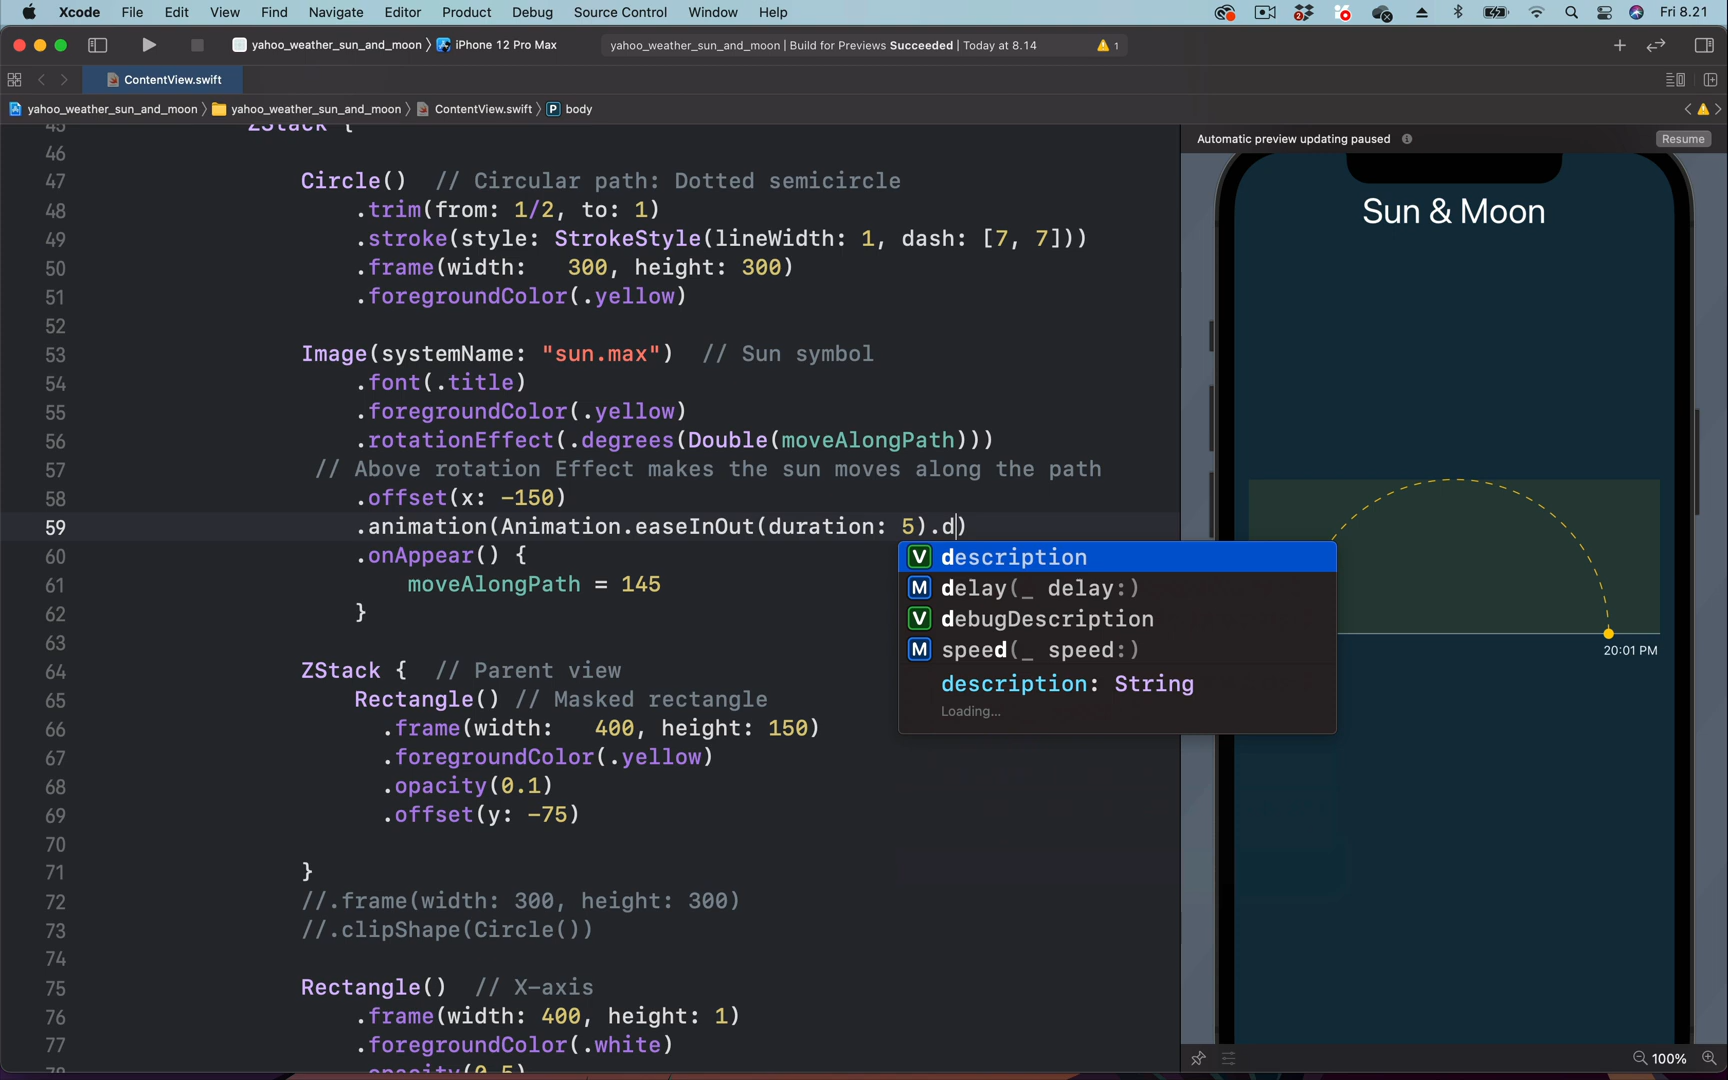 Xcode File Edit View Find Navigate Editor Product Debug Source Control Window Help 2 Fri 8.21
yahoo_weather_sun_and_moon iPhone 12 Pro Max yahoo_weather_sun_and_moon | Build for Previews Succeeded | Today at 8.14 1
ContentView.swift
yahoo_weather_sun_and_moon yahoo_weather_sun_and_moon ContentView.swift P body
45 ZStack {
46
47 Circle() // Circular path: Dotted semicircle
48 .trim(from: 1/2, to: 1)
49 .stroke(style: StrokeStyle(lineWidth: 1, dash: [7, 7]))
50 .frame(width: 300, height: 300)
51 .foregroundColor(.yellow)
52
53 Image(systemName: "sun.max") // Sun symbol
54 .font(.title)
55 .foregroundColor(.yellow)
56 .rotationEffect(.degrees(Double(moveAlongPath)))
57 // Above rotation Effect makes the sun moves along the path
58 .offset(x: -150)
59 .animation(Animation.easeInOut(duration: 5).d)
60 .onAppear() {
61 moveAlongPath = 145
62 }
63
64 ZStack { // Parent view
65 Rectangle() // Masked rectangle
66 .frame(width: 400, height: 150)
67 .foregroundColor(.yellow)
68 .opacity(0.1)
69 .offset(y: -75)
70
71 }
72 //.frame(width: 300, height: 300)
73 //.clipShape(Circle())
74
75 Rectangle() // X-axis
76 .frame(width: 400, height: 1)
77 .foregroundColor(.white)
78 .opacity(0.5)
V description
M delay(_ delay:)
V debugDescription
M speed(_ speed:)
description: String
Loading...
Automatic preview updating paused Resume
Sun & Moon
20:01 PM
100%